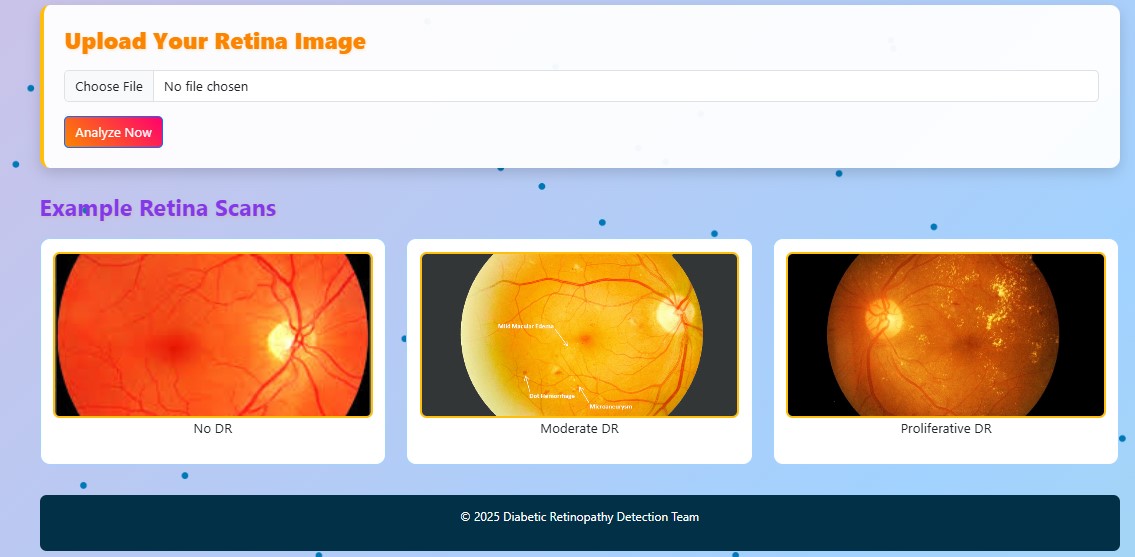 Upload Your Retina Image
Choose File No file chosen
Analyze Now
Example Retina Scans
Mild Macular Edema
Dot hemorrhage
Microaneurysm
No DR
Moderate DR
Proliferative DR
© 2025 Diabetic Retinopathy Detection Team